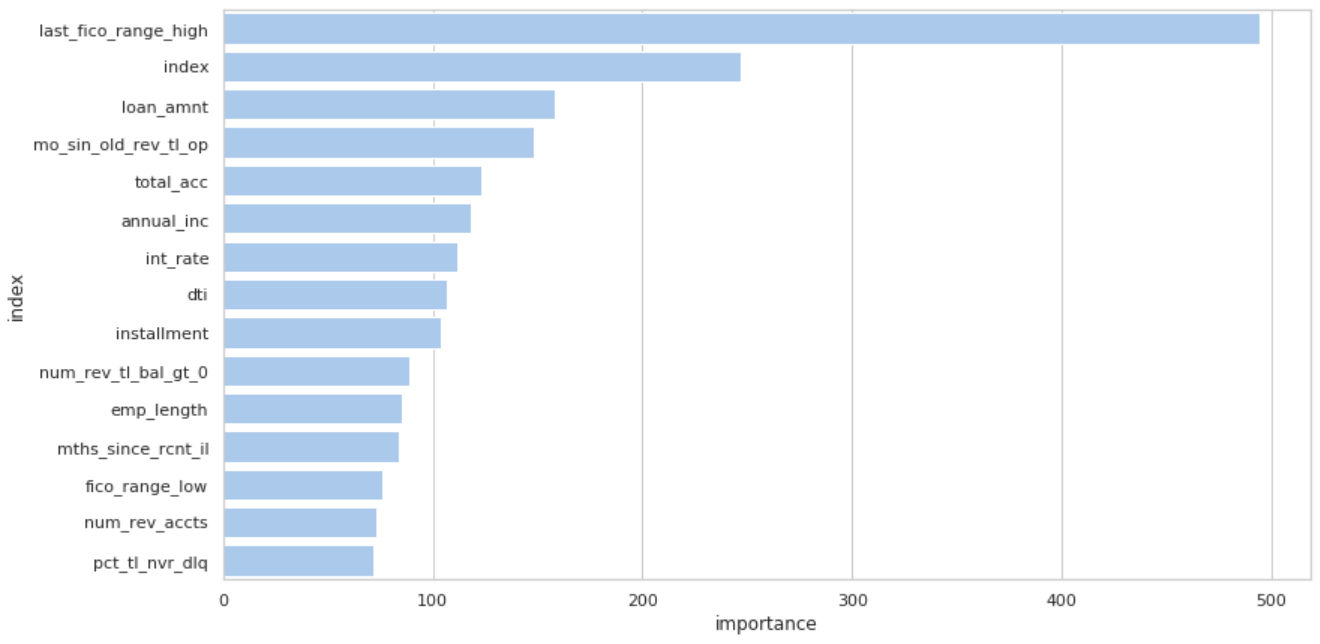 last_fico_range_high
index
loan_amnt
mo_sin_old_rev_tl_op
total_acc
annual_inc
int_rate
dti
installment
num_rev_tl_bal_gt_0
emp_length
mths_since_rcnt_il
fico_range_low
num_rev_accts
pct_tl_nvr_dlq
index
0 100 200 300 400 500
importance